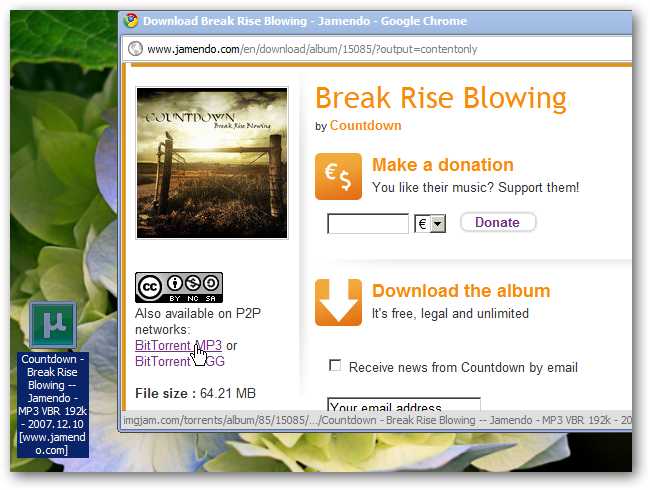 Download Break Rise Blowing - Jamendo - Google Chrome
www.jamendo.com/en/download/album/15085/?output=contentonly
COUNTDOWN
Break Rise Blowing
Break Rise Blowing
by Countdown
€$
Make a donation
You like their music? Support them!
€
Donate
cc
BY NC SA
Also available on P2P
networks:
BitTorrent MP3 or
BitTorrent GG
File size : 64.21 MB
Download the album
It's free, legal and unlimited
Receive news from Countdown by email
Your email address
imgjam.com/torrents/album/85/15085/.../Countdown - Break Rise Blowing -- Jamendo - MP3 VBR 192k - 20
µ
Countdown -
Break Rise
Blowing --
Jamendo -
MP3 VBR 192k
- 2007.12.10
[www.jamend
o.com]